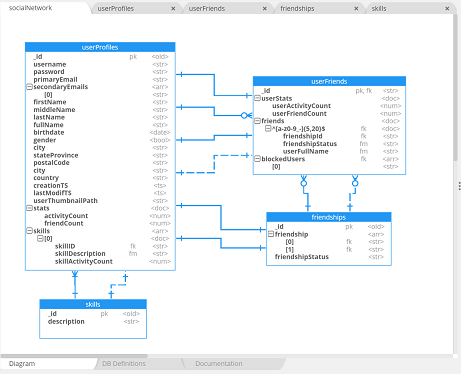 socialNetwork userProfiles × userFriends × friendships × skills ×
userProfiles
_id pk <oid>
username <str>
password <str>
primaryEmail <str>
secondaryEmails <arr>
[0] <str>
firstName <str>
middleName <str>
lastName <str>
fullName <str>
birthdate <date>
gender <bool>
city <str>
stateProvince <str>
postalCode <str>
city <str>
country <str>
creationTS <ts>
lastModifTS <ts>
userThumbnailPath <str>
stats <doc>
activityCount <num>
friendCount <num>
skills <arr>
[0] <doc>
skillID fk <str>
skillDescription fm <str>
skillActivityCount <num>
userFriends
_id pk, fk <str>
userStats <doc>
userActivityCount <num>
userFriendCount <num>
friends <doc>
^[a-z0-9_-]{5,20}$ fk <doc>
friendshipId fk <str>
friendshipStatus fm <str>
userFullName fm <str>
blockedUsers fk <arr>
[0] <str>
friendships
_id pk <oid>
friendship <arr>
[0] fk <str>
[1] fk <str>
friendshipStatus <str>
skills
_id pk <oid>
description <str>
Diagram DB Definitions Documentation